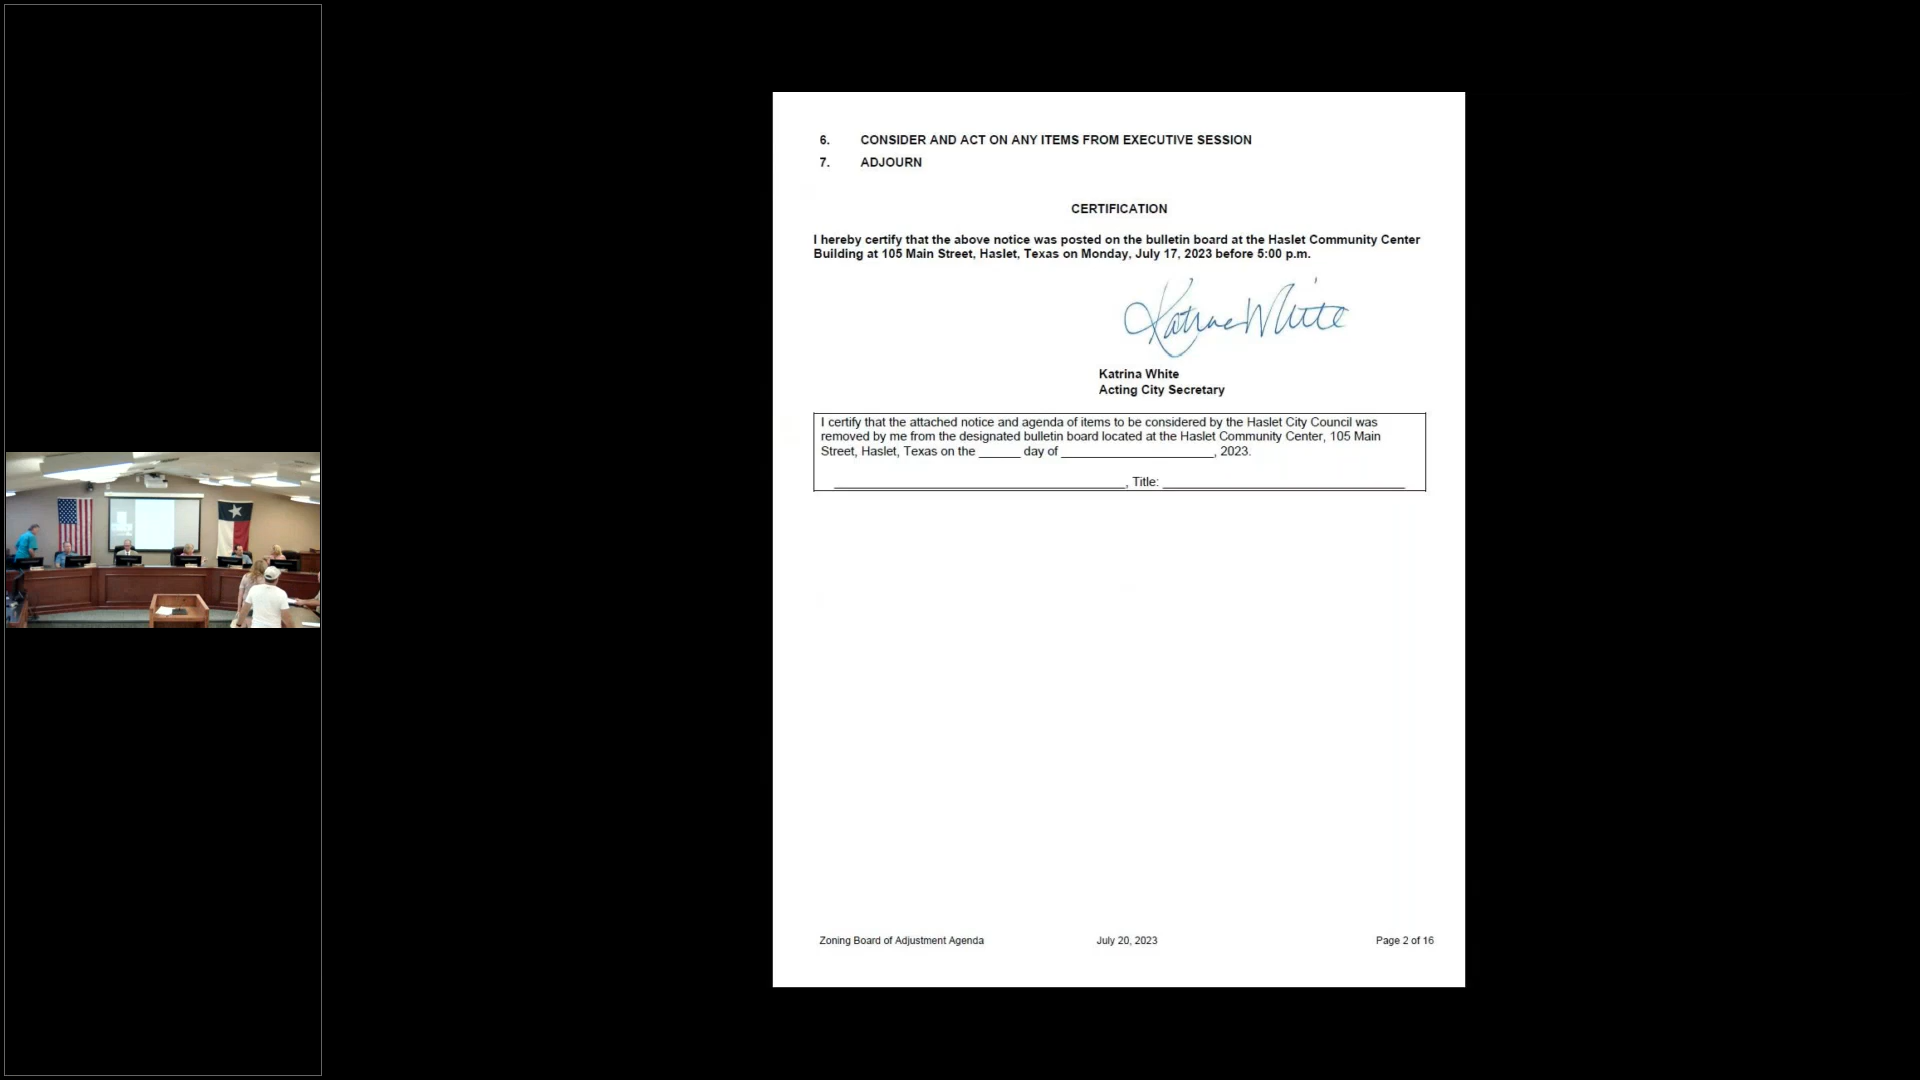 6. CONSIDER AND ACT ON ANY ITEMS FROM EXECUTIVE SESSION
7. ADJOURN
CERTIFICATION
I hereby certify that the above notice was posted on the bulletin board at the Haslet Community Center
Building at 105 Main Street, Haslet, Texas on Monday, July 17, 2023 before 5:00 p.m.
Katrina White
Katrina White
Acting City Secretary
I certify that the attached notice and agenda of items to be considered by the Haslet City Council was
removed by me from the designated bulletin board located at the Haslet Community Center, 105 Main
Street, Haslet, Texas on the ______ day of ______________________, 2023.
__________________________________________, Title: ___________________________________
Zoning Board of Adjustment Agenda July 20, 2023 Page 2 of 16